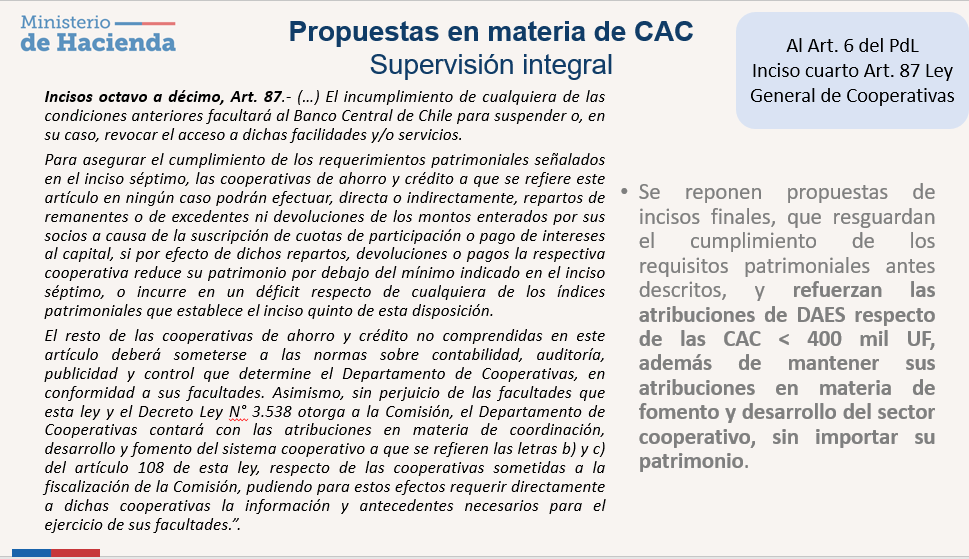 Ministerio
de Hacienda
Propuestas en materia de CAC
Supervisión integral
Al Art. 6 del PdL
Inciso cuarto Art. 87 Ley
General de Cooperativas
Incisos octavo a décimo, Art. 87.- (…) El incumplimiento de cualquiera de las
condiciones anteriores facultará al Banco Central de Chile para suspender o, en
su caso, revocar el acceso a dichas facilidades y/o servicios.
Para asegurar el cumplimiento de los requerimientos patrimoniales señalados
en el inciso séptimo, las cooperativas de ahorro y crédito a que se refiere este
artículo en ningún caso podrán efectuar, directa o indirectamente, repartos de
remanentes o de excedentes ni devoluciones de los montos enterados por sus
socios a causa de la suscripción de cuotas de participación o pago de intereses
al capital, si por efecto de dichos repartos, devoluciones o pagos la respectiva
cooperativa reduce su patrimonio por debajo del mínimo indicado en el inciso
séptimo, o incurre en un déficit respecto de cualquiera de los índices
patrimoniales que establece el inciso quinto de esta disposición.
El resto de las cooperativas de ahorro y crédito no comprendidas en este
artículo deberá someterse a las normas sobre contabilidad, auditoría,
publicidad y control que determine el Departamento de Cooperativas, en
conformidad a sus facultades. Asimismo, sin perjuicio de las facultades que
esta ley y el Decreto Ley N° 3.538 otorga a la Comisión, el Departamento de
Cooperativas contará con las atribuciones en materia de coordinación,
desarrollo y fomento del sistema cooperativo a que se refieren las letras b) y c)
del artículo 108 de esta ley, respecto de las cooperativas sometidas a la
fiscalización de la Comisión, pudiendo para estos efectos requerir directamente
a dichas cooperativas la información y antecedentes necesarios para el
ejercicio de sus facultades.”.
• Se reponen propuestas de
incisos finales, que resguardan
el cumplimiento de los
requisitos patrimoniales antes
descritos, y refuerzan las
atribuciones de DAES respecto
de las CAC < 400 mil UF,
además de mantener sus
atribuciones en materia de
fomento y desarrollo del sector
cooperativo, sin importar su
patrimonio.